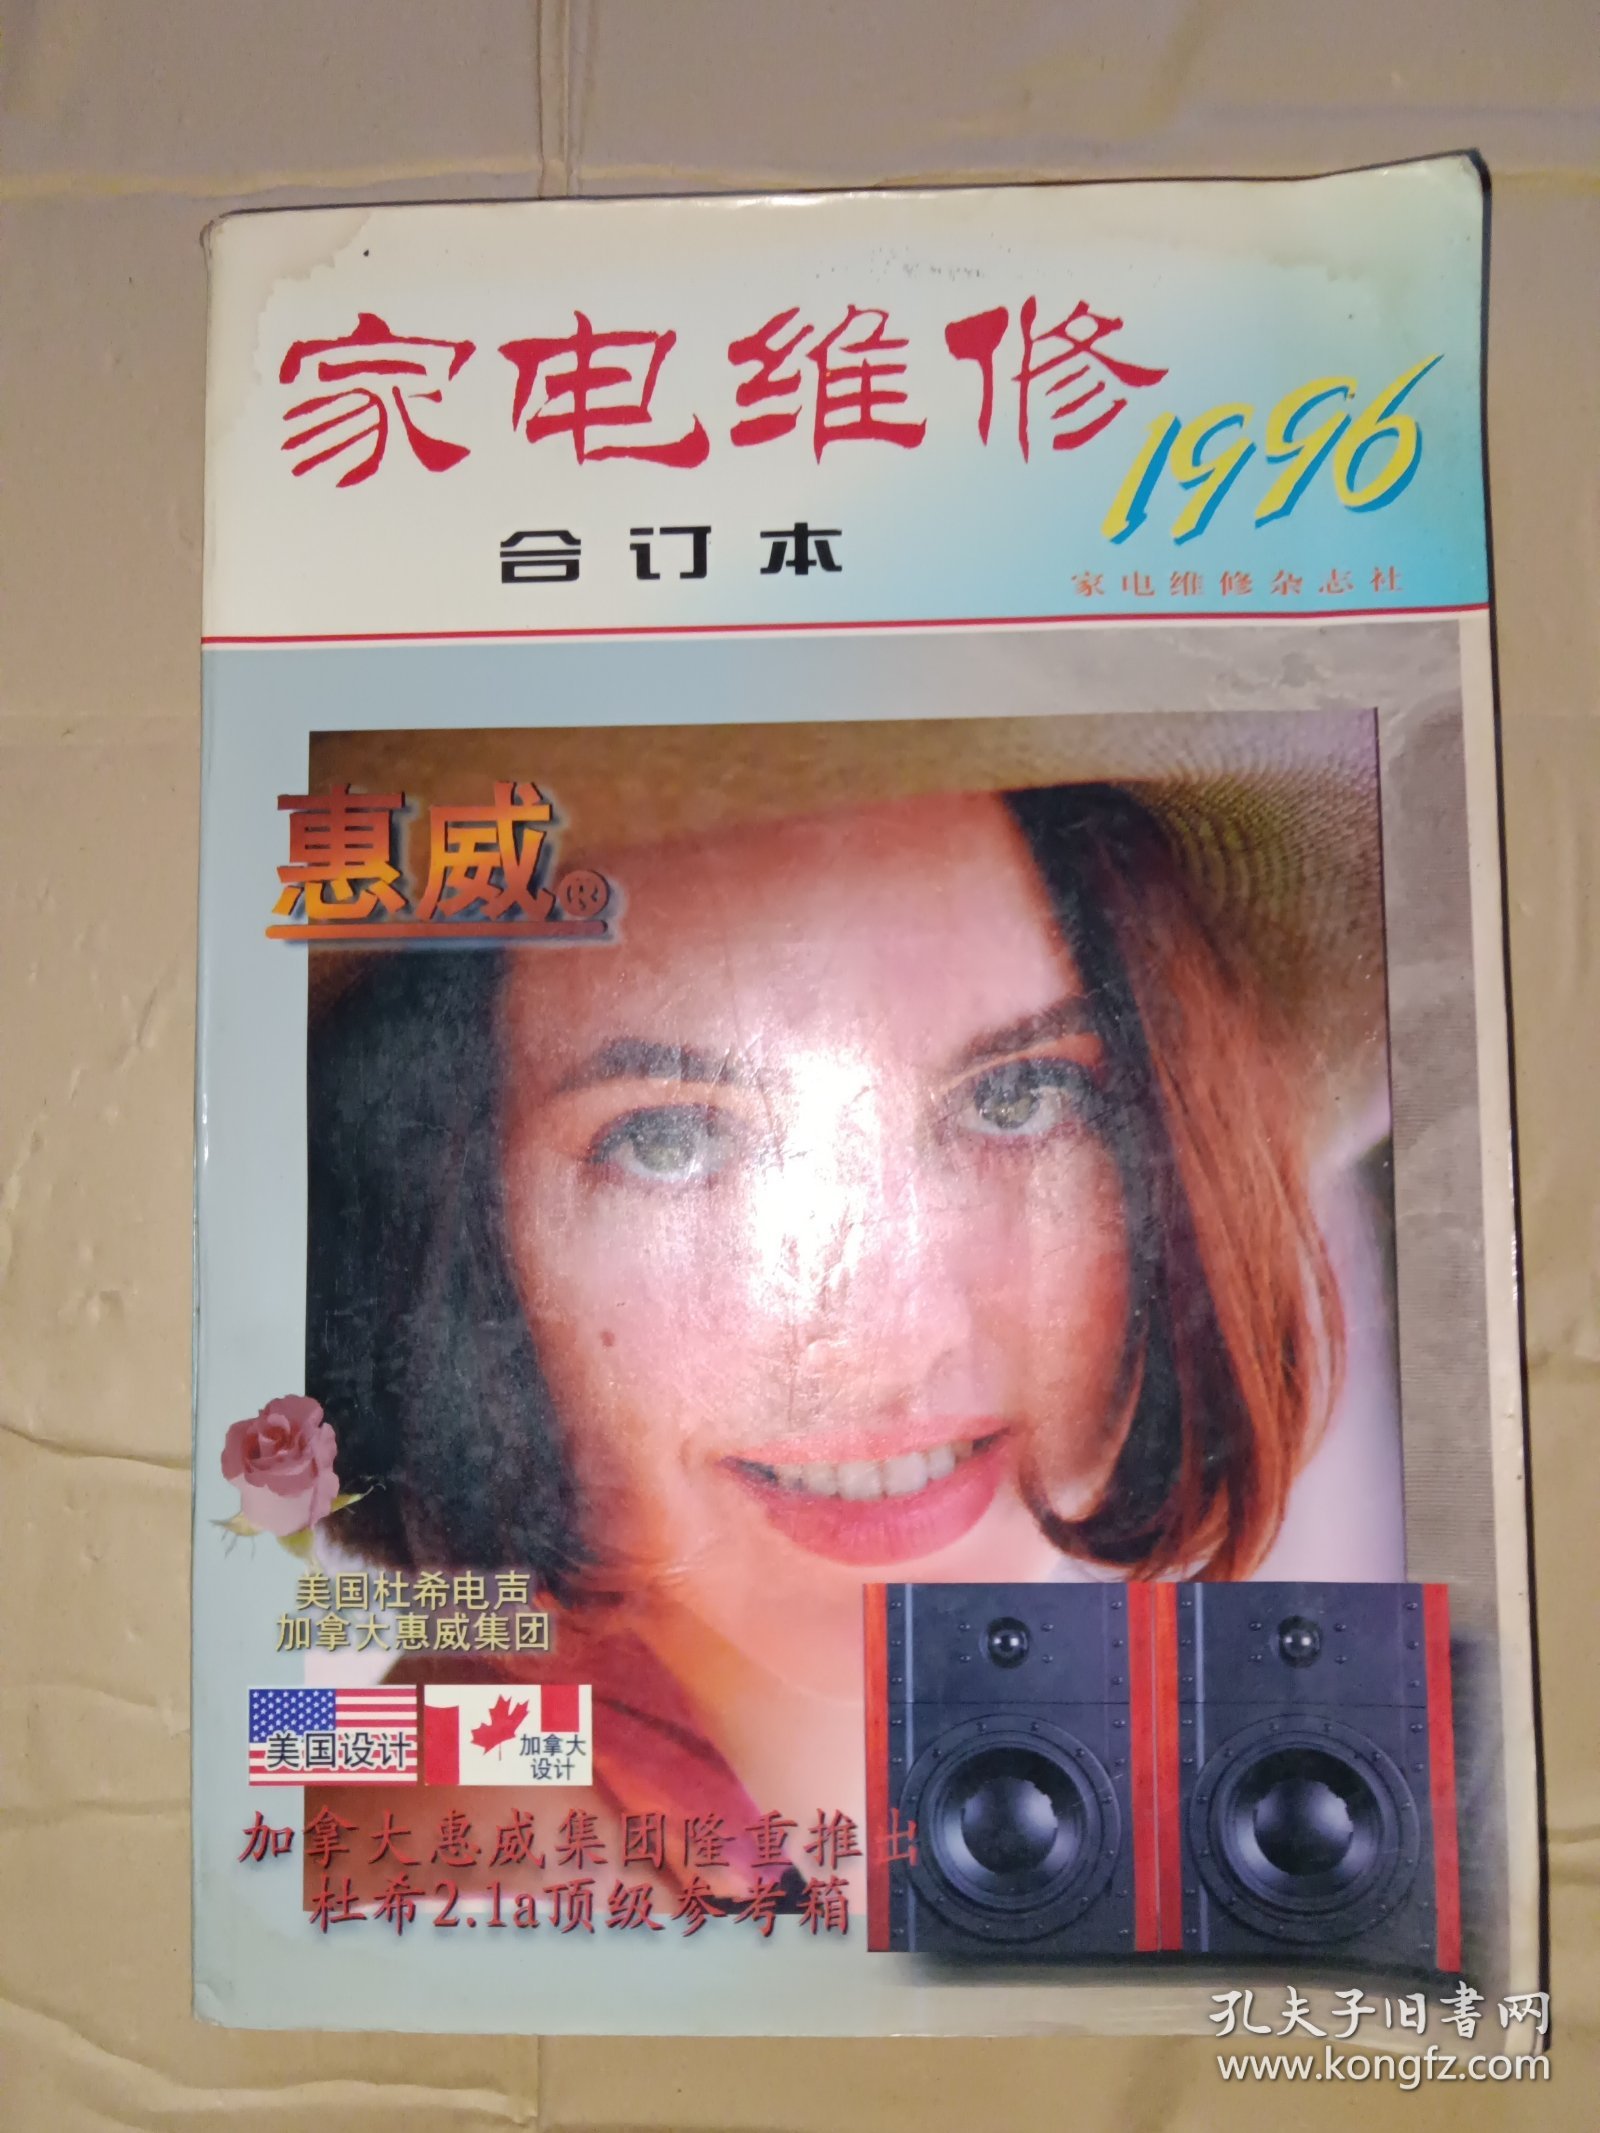 家电维修
1996
合订本
家电维修杂志社
惠威®
美国杜希电声
加拿大惠威集团
美国设计
加拿大
设计
加拿大惠威集团隆重推出
杜希2.1a顶级参考箱
孔夫子旧书网
www.kongfz.com